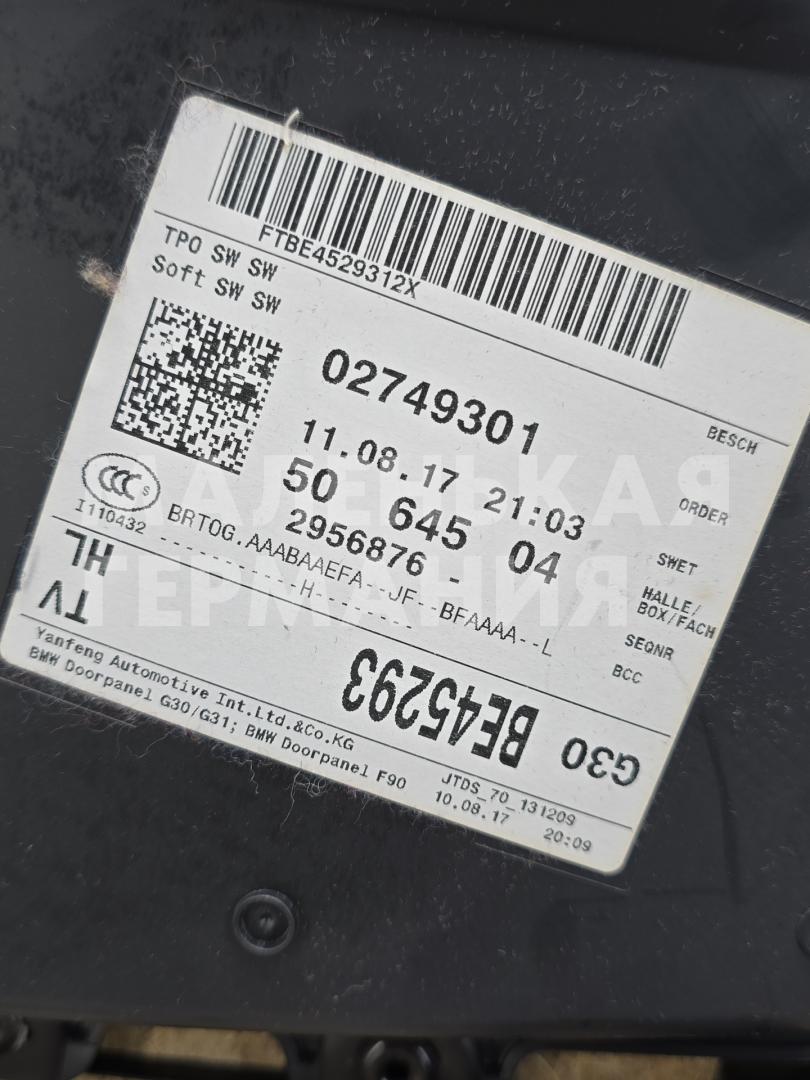 FTBE4529312X
TPO SW SW
Soft SW SW
02749301
BESCH
11.08.17 21:03
ORDER
50 645 04
SWET
2956876 -
HALLE/
BOX/FACH
CCC S
I110432
BRTOG.AAABAAEFA--JF--BFAAAA--L
SEQNR
-----------H---------
BCC
HL
TV
BE45293
G30
Yanfeng Automotive Int.Ltd.&Co.KG
BMW Doorpanel G30/G31; BMW Doorpanel F90
JTDS_70_131209
10.08.17 20:09
МАЛЕНЬКАЯ
ГЕРМАНИЯ